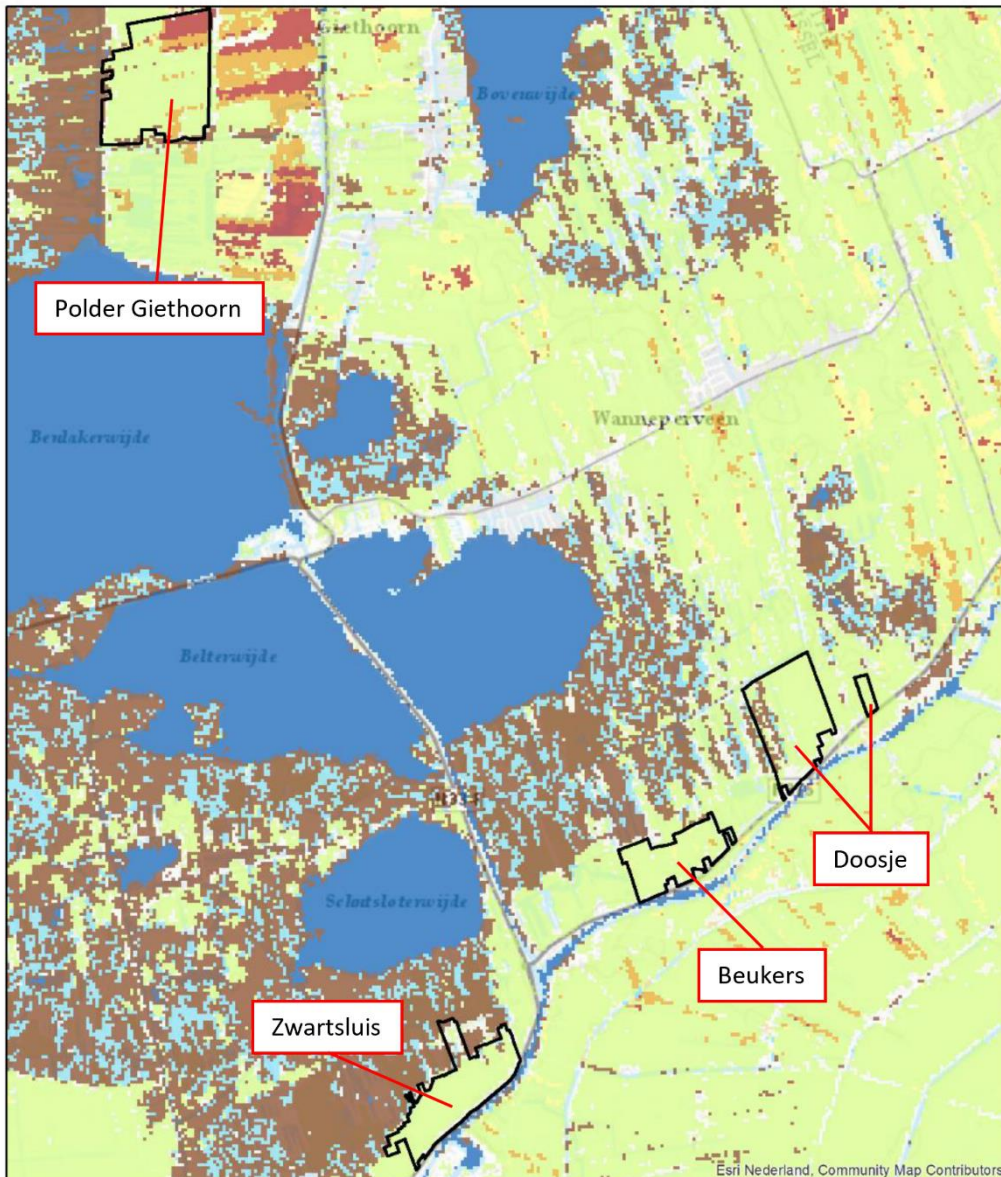 Giethoorn
Bovenwijde
Polder Giethoorn
Wanneperveen
Beulakerwijde
Belterwijde
Doosje
Schutsloterwijde
Beukers
Zwartsluis
Esri Nederland, Community Map Contributors